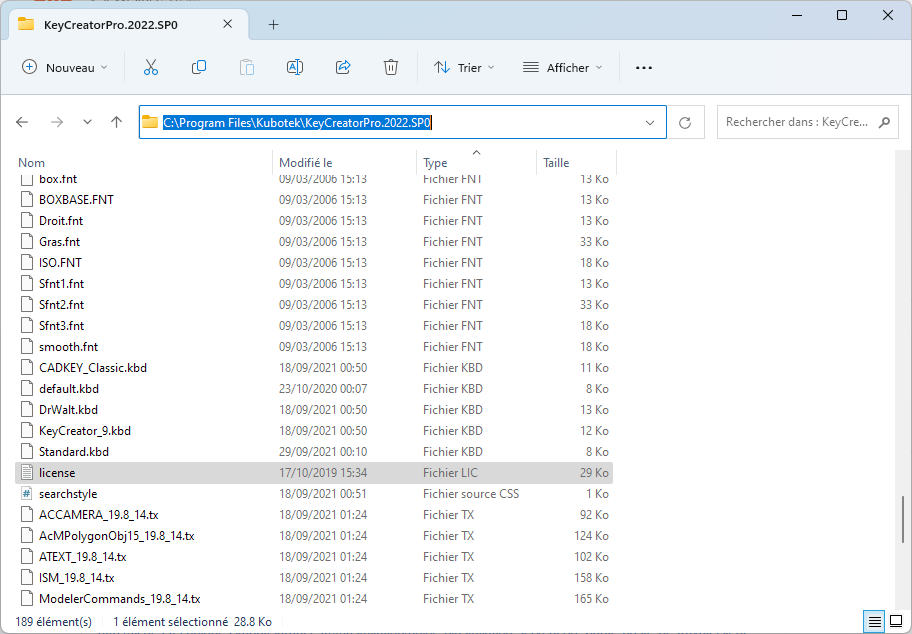 KeyCreatorPro.2022.SP0
Nouveau Trier Afficher
C:\Program Files\Kubotek\KeyCreatorPro.2022.SP0 Rechercher dans : KeyCre...
Nom Modifié le Type Taille
box.fnt 09/03/2006 15:13 Fichier FNT 13 Ko
BOXBASE.FNT 09/03/2006 15:13 Fichier FNT 13 Ko
Droit.fnt 09/03/2006 15:13 Fichier FNT 13 Ko
Gras.fnt 09/03/2006 15:13 Fichier FNT 33 Ko
ISO.FNT 09/03/2006 15:13 Fichier FNT 18 Ko
Sfnt1.fnt 09/03/2006 15:13 Fichier FNT 13 Ko
Sfnt2.fnt 09/03/2006 15:13 Fichier FNT 33 Ko
Sfnt3.fnt 09/03/2006 15:13 Fichier FNT 18 Ko
smooth.fnt 09/03/2006 15:13 Fichier FNT 18 Ko
CADKEY_Classic.kbd 18/09/2021 00:50 Fichier KBD 11 Ko
default.kbd 23/10/2020 00:07 Fichier KBD 8 Ko
DrWalt.kbd 18/09/2021 00:50 Fichier KBD 13 Ko
KeyCreator_9.kbd 18/09/2021 00:50 Fichier KBD 12 Ko
Standard.kbd 29/09/2021 00:10 Fichier KBD 8 Ko
license 17/10/2019 15:34 Fichier LIC 29 Ko
searchstyle 18/09/2021 00:51 Fichier source CSS 1 Ko
ACCAMERA_19.8_14.tx 18/09/2021 01:24 Fichier TX 92 Ko
AcMPolygonObj15_19.8_14.tx 18/09/2021 01:24 Fichier TX 124 Ko
ATEXT_19.8_14.tx 18/09/2021 01:24 Fichier TX 102 Ko
ISM_19.8_14.tx 18/09/2021 01:24 Fichier TX 158 Ko
ModelerCommands_19.8_14.tx 18/09/2021 01:24 Fichier TX 165 Ko
189 élément(s) 1 élément sélectionné 28.8 Ko